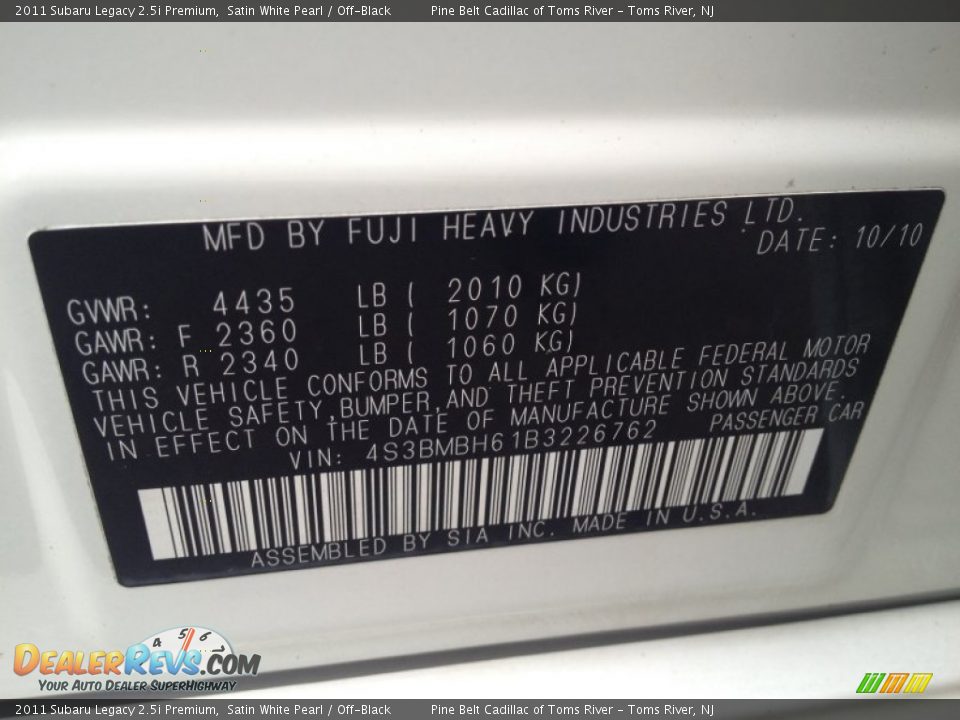 2011 Subaru Legacy 2.5i Premium,  Satin White Pearl / Off-Black          Pine Belt Cadillac of Toms River - Toms River, NJ
MFD BY FUJI HEAVY INDUSTRIES LTD.
DATE: 10/10
GVWR: 4435 LB ( 2010 KG)
GAWR: F 2360 LB ( 1070 KG)
GAWR: R 2340 LB ( 1060 KG)
THIS VEHICLE CONFORMS TO ALL APPLICABLE FEDERAL MOTOR
VEHICLE SAFETY, BUMPER, AND THEFT PREVENTION STANDARDS
IN EFFECT ON THE DATE OF MANUFACTURE SHOWN ABOVE.
VIN: 4S3BMBH61B3226762 PASSENGER CAR
ASSEMBLED BY SIA INC. MADE IN U.S.A.
4 5 6 7
DealerRevs.com
Your Auto Dealer SuperHighway
2011 Subaru Legacy 2.5i Premium,  Satin White Pearl / Off-Black          Pine Belt Cadillac of Toms River - Toms River, NJ